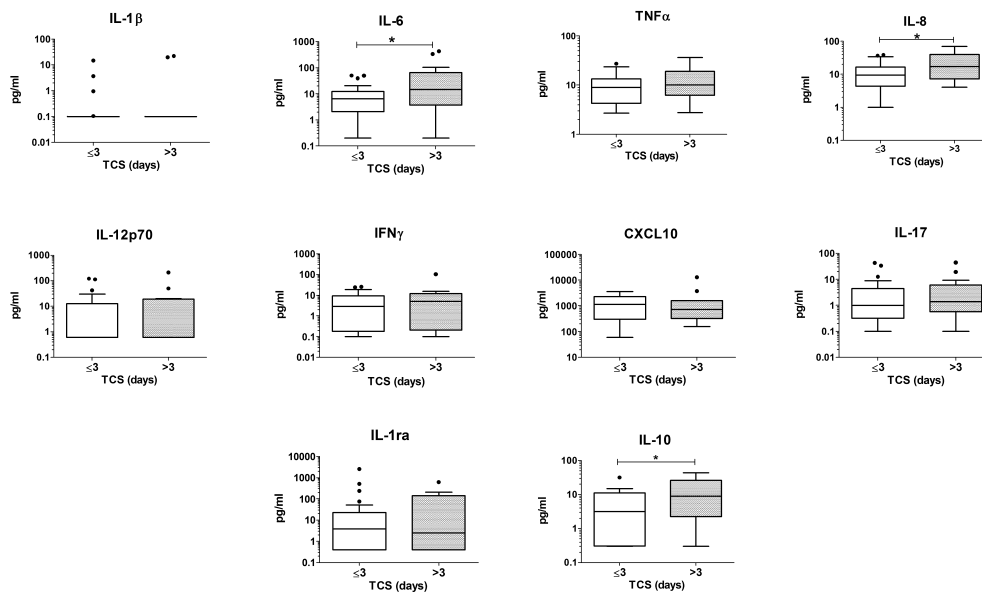 IL-1β
pg/ml
100
10
1
0.1
0.01
≤3
>3
TCS (days)
IL-6
pg/ml
1000
100
10
1
0.1
*
≤3
>3
TCS (days)
TNFα
pg/ml
100
10
1
≤3
>3
TCS (days)
IL-8
pg/ml
100
10
1
0.1
*
≤3
>3
TCS (days)
IL-12p70
pg/ml
1000
100
10
1
0.1
≤3
>3
TCS (days)
IFNγ
pg/ml
1000
100
10
1
0.1
0.01
≤3
>3
TCS (days)
CXCL10
pg/ml
100000
10000
1000
100
10
≤3
>3
TCS (days)
IL-17
pg/ml
100
10
1
0.1
0.01
≤3
>3
TCS (days)
IL-1ra
pg/ml
10000
1000
100
10
1
0.1
≤3
>3
TCS (days)
IL-10
pg/ml
100
10
1
0.1
*
≤3
>3
TCS (days)